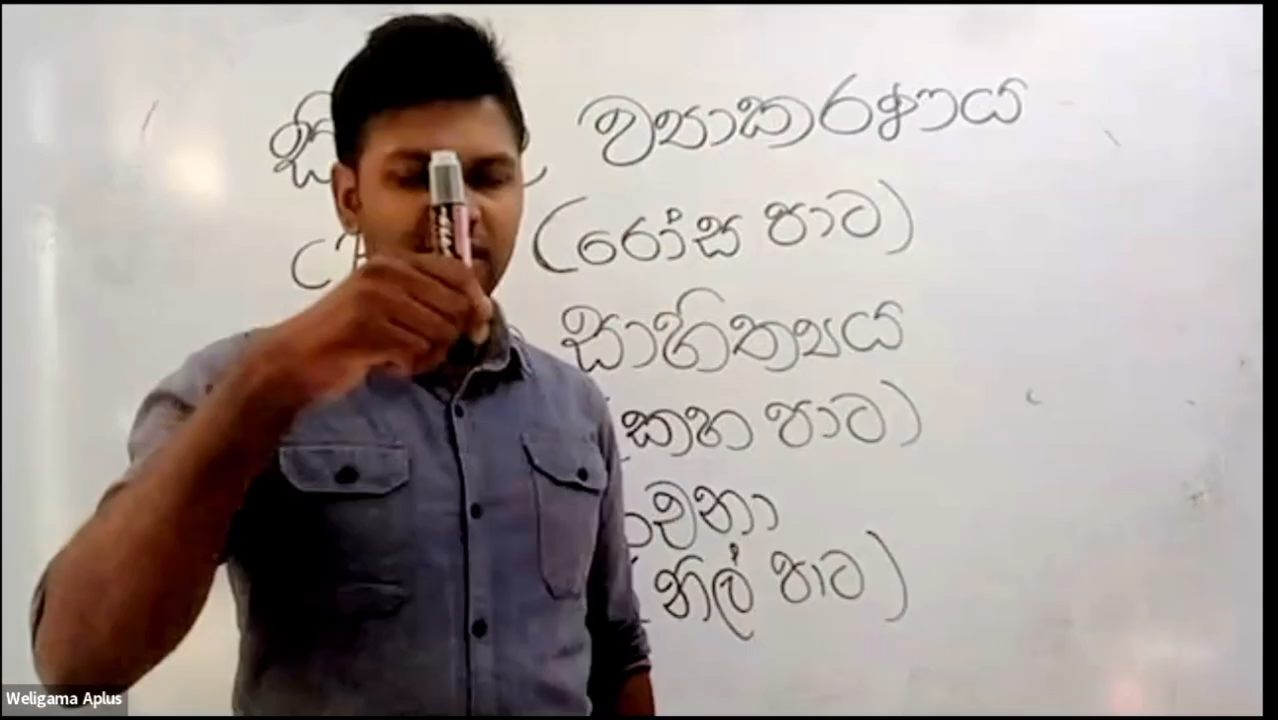 ව්‍යාකරණය
(රෝස පාට)
සාහිත්‍යය
කහ පාට)
රචනා
(නිල් පාට)
Weligama Aplus